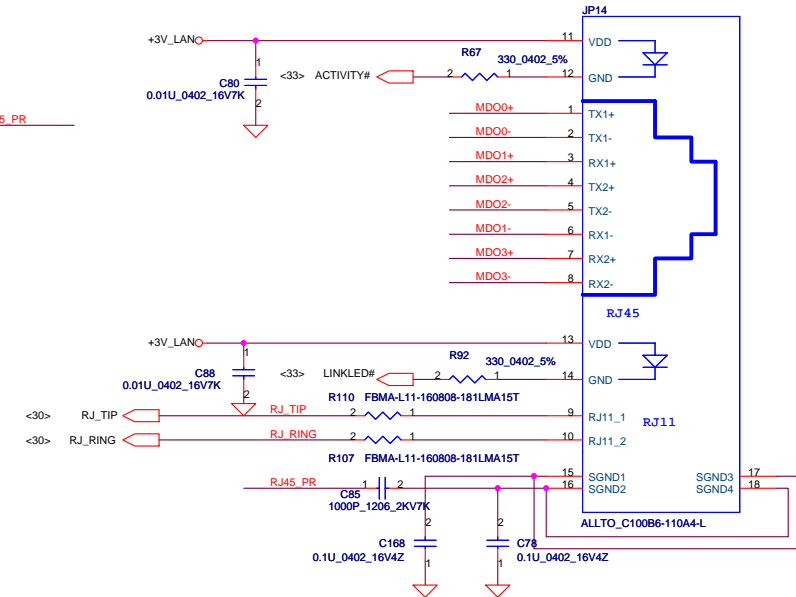 JP14
+3V_LAN
11
VDD
R67
330_0402_5%
1
C80
0.01U_0402_16V7K
2
<33>
ACTIVITY#
2
1
12
GND
5_PR
MDO0+
1
TX1+
MDO0-
2
TX1-
MDO1+
3
RX1+
MDO2+
4
TX2+
MDO2-
5
TX2-
MDO1-
6
RX1-
MDO3+
7
RX2+
MDO3-
8
RX2-
RJ45
+3V_LAN
13
VDD
1
R92
330_0402_5%
C88
0.01U_0402_16V7K
2
<33>
LINKLED#
2
1
14
GND
R110
FBMA-L11-160808-181LMA15T
<30>
RJ_TIP
RJ_TIP
2
1
9
RJ11_1
RJ11
<30>
RJ_RING
RJ_RING
2
1
10
RJ11_2
R107
FBMA-L11-160808-181LMA15T
15
SGND1
SGND3
17
RJ45_PR
1
2
16
SGND2
SGND4
18
C85
1000P_1206_2KV7K
ALLTO_C100B6-110A4-L
2
2
C168
0.1U_0402_16V4Z
1
C78
0.1U_0402_16V4Z
1